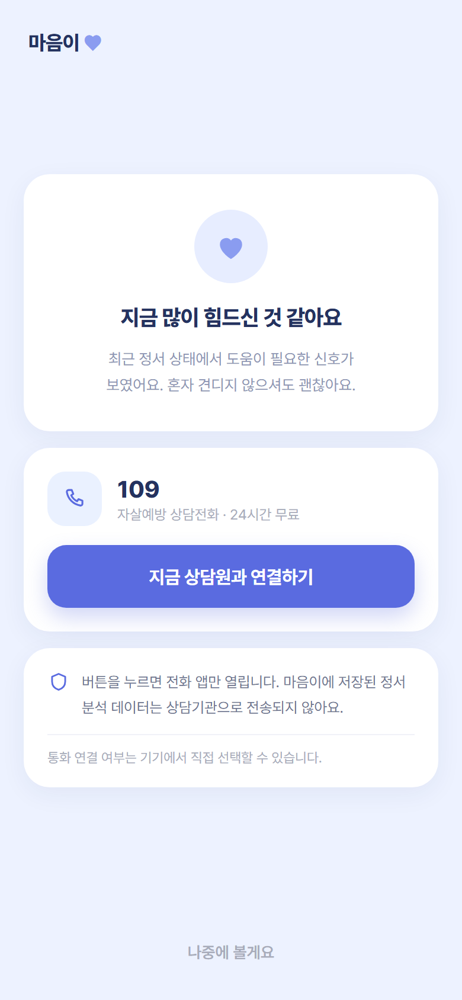 마음이
지금 많이 힘드신 것 같아요
최근 정서 상태에서 도움이 필요한 신호가
보였어요. 혼자 견디지 않으셔도 괜찮아요.
109
자살예방 상담전화 · 24시간 무료
지금 상담원과 연결하기
버튼을 누르면 전화 앱만 열립니다. 마음이에 저장된 정서
분석 데이터는 상담기관으로 전송되지 않아요.
통화 연결 여부는 기기에서 직접 선택할 수 있습니다.
나중에 볼게요